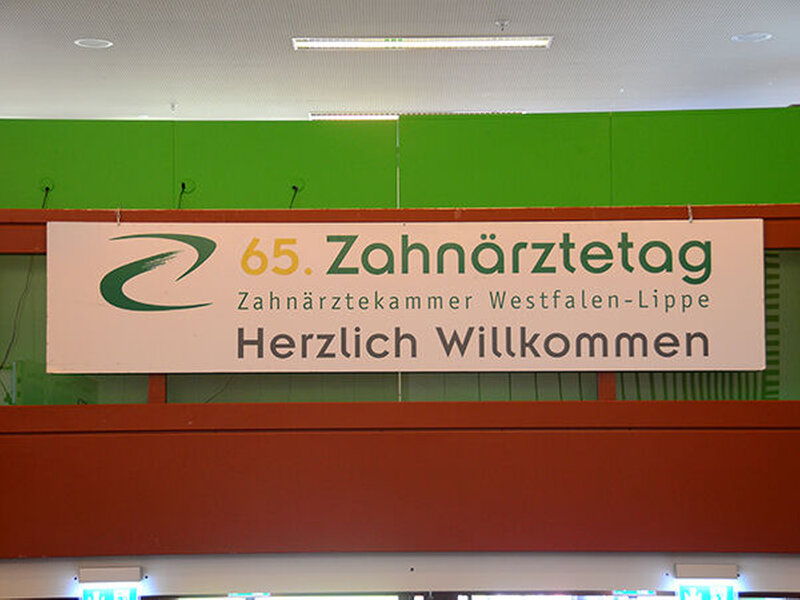 65. Zahnärztetag
Zahnärztekammer Westfalen-Lippe
Herzlich Willkommen